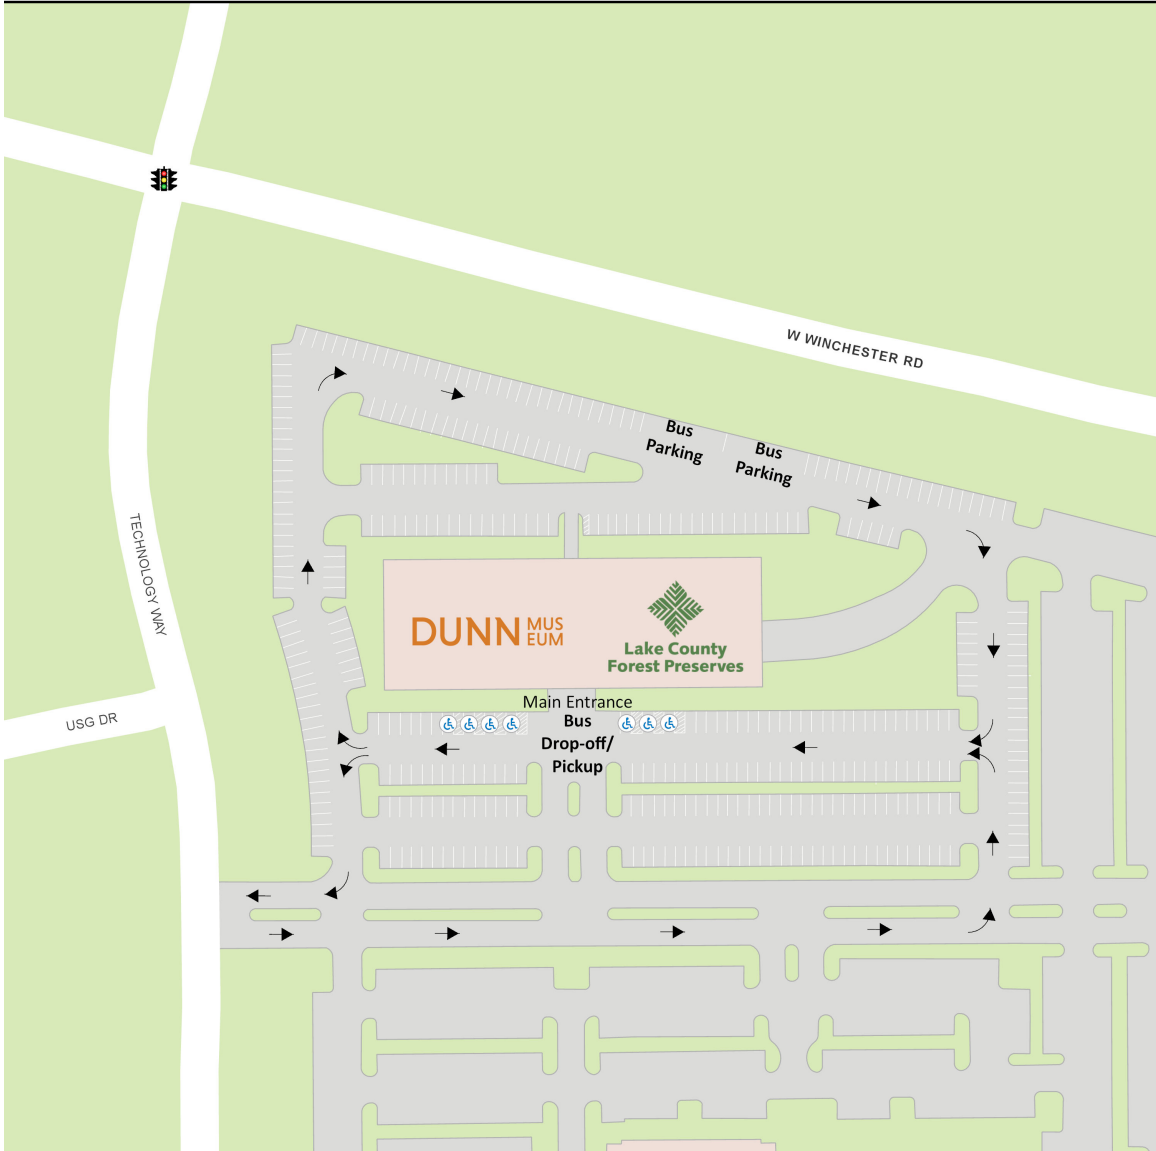 W WINCHESTER RD
Bus
Parking
Bus
Parking
TECHNOLOGY WAY
DUNN MUS
EUM
Lake County
Forest Preserves
Main Entrance
Bus
Drop-off/
Pickup
USG DR